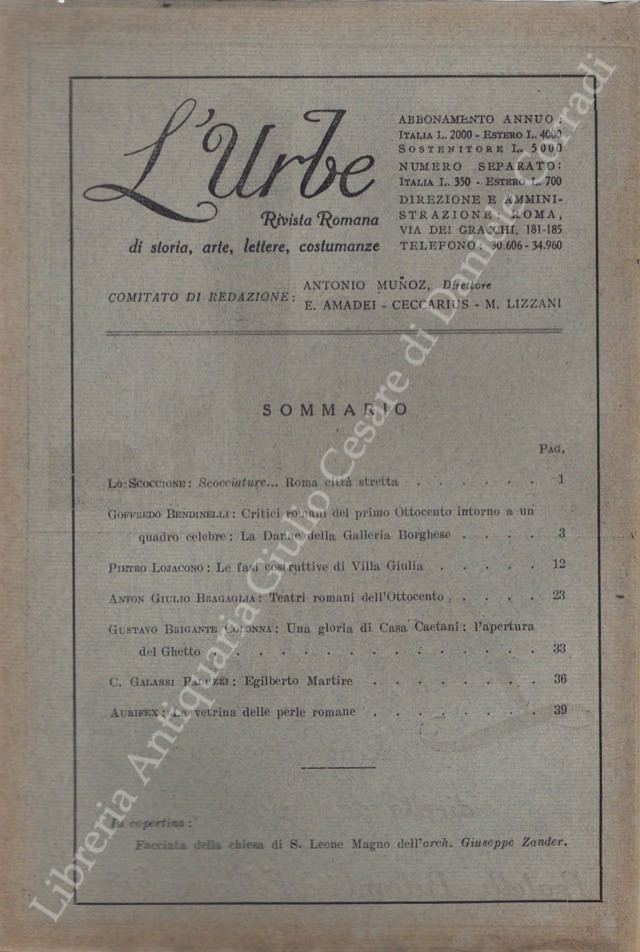 L'Urbe
Rivista Romana
di storia, arte, lettere, costumanze
ABBONAMENTO ANNUO:
ITALIA L. 2000 - ESTERO L. 4000
SOSTENITORE L. 5000
NUMERO SEPARATO:
ITALIA L. 350 - ESTERO L. 700
DIREZIONE E AMMINI-
STRAZIONE: ROMA,
VIA DEI GRACCHI, 181-185
TELEFONO: 30.606 - 34.960
COMITATO DI REDAZIONE:
ANTONIO MUÑOZ, Direttore
E. AMADEI - CECCARIUS - M. LIZZANI
SOMMARIO
PAG.
LO SCOCCIONE: Scocciature... Roma città stretta . . . . . . 1
GOFFREDO BENDINELLI: Critici romani del primo Ottocento intorno a un
quadro celebre: La Danae della Galleria Borghese . . . . 3
PIETRO LOJACONO: Le fasi costruttive di Villa Giulia . . . . . 12
ANTON GIULIO BRAGAGLIA: Teatri romani dell'Ottocento . . . . . 23
GUSTAVO BRIGANTE COLONNA: Una gloria di Casa Caetani: l'apertura
del Ghetto . . . . . . . . . . . . . . 33
C. GALASSI PALUZZI: Egilberto Martire . . . . . . . . 36
AURIFEX: La vetrina delle perle romane . . . . . . . . 39
In copertina:
Facciata della chiesa di S. Leone Magno dell'arch. Giuseppe Zander.
Libreria Antiquaria Giulio Cesare di Daniele Corradi